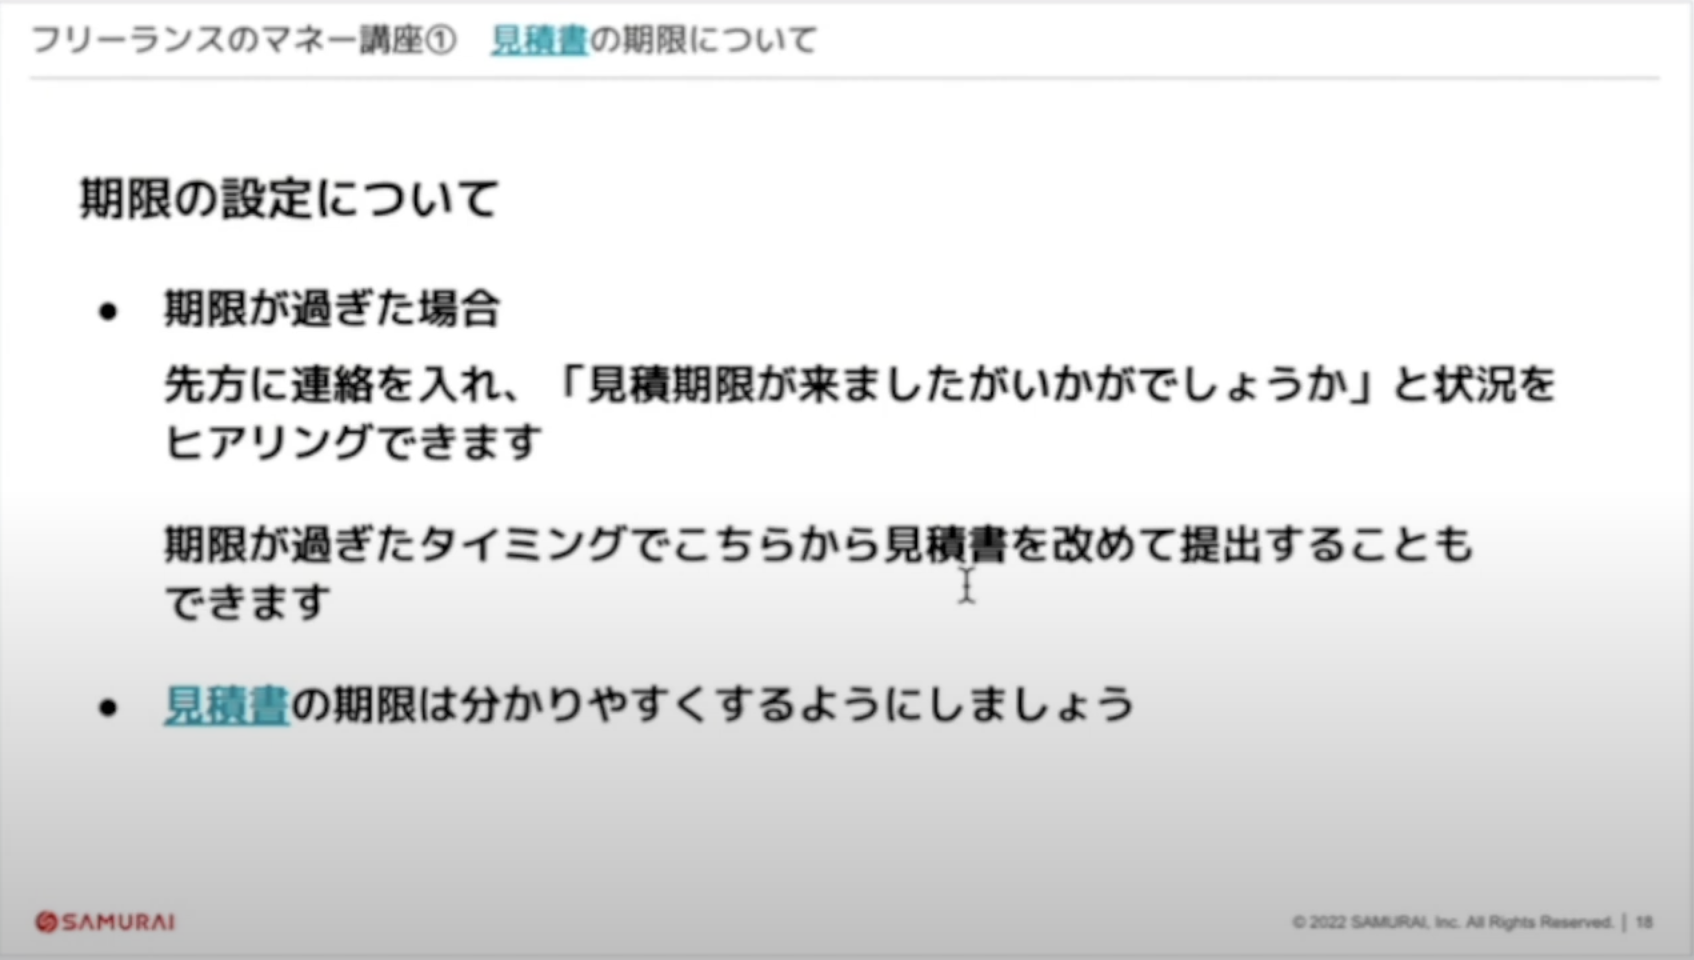 フリーランスのマネー講座①　見積書の期限について
期限の設定について
● 期限が過ぎた場合
先方に連絡を入れ、「見積期限が来ましたがいかがでしょうか」と状況を
ヒアリングできます
期限が過ぎたタイミングでこちらから見積書を改めて提出することも
できます
● 見積書の期限は分かりやすくするようにしましょう
SAMURAI
© 2022 SAMURAI, Inc. All Rights Reserved. | 18